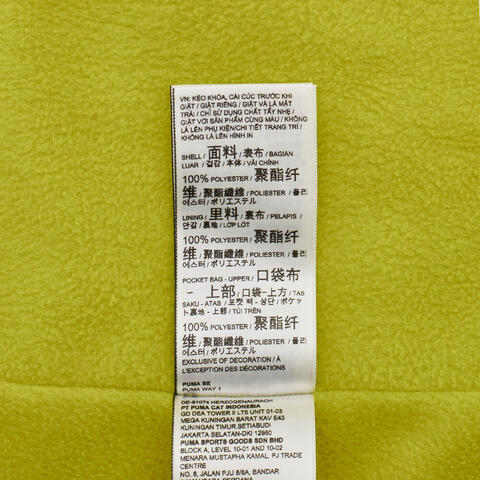 VN: KÉO KHÓA, CÀI CÚC TRƯỚC KHI
GIẶT / GIẶT RIÊNG / GIẶT VÀ LÀ MẶT
TRÁI / CHỈ SỬ DỤNG CHẤT TẨY NHẸ /
GIẶT VỚI SẢN PHẨM CÙNG MÀU / KHÔNG
LÀ LÊN PHỤ KIỆN/CHI TIẾT TRANG TRÍ /
KHÔNG LÀ LÊN HÌNH IN
SHELL / 面料 / 表布 / BAGIAN
LUAR / 겉감 / 本体 / VẢI CHÍNH
100% POLYESTER / 聚酯纤
维 / 聚酯纖維 / POLIESTER / 폴리
에스터 / ポリエステル
LINING / 里料 / 裏布 / PELAPIS /
안감 / 裏地 / LỚP LÓT
100% POLYESTER / 聚酯纤
维 / 聚酯纖維 / POLIESTER / 폴리
에스터 / ポリエステル
POCKET BAG - UPPER / 口袋布
- 上部 / 口袋-上方 / TAS
SAKU - ATAS / 포켓 백 - 상단 / ポケッ
ト裏地 - 上部 / TÚI TRÊN
100% POLYESTER / 聚酯纤
维 / 聚酯纖維 / POLIESTER / 폴리
에스터 / ポリエステル
EXCLUSIVE OF DECORATION / À
L'EXCEPTION DES DÉCORATIONS
PUMA SE
PUMA WAY 1
DE-91074 HERZOGENAURACH
PT PUMA CAT INDONESIA
GD DEA TOWER II LTS UNIT 01-03
MEGA KUNINGAN BARAT KAV E43
KUNINGAN TIMUR,SETIABUDI
JAKARTA SELATAN-DKI 12950
PUMA SPORTS GOODS SDN BHD
BLOCK A, LEVEL 10-01 AND 10-02
MENARA MUSTAPHA KAMAL, PJ TRADE
CENTRE
NO. 8, JALAN PJU 8/8A, BANDAR